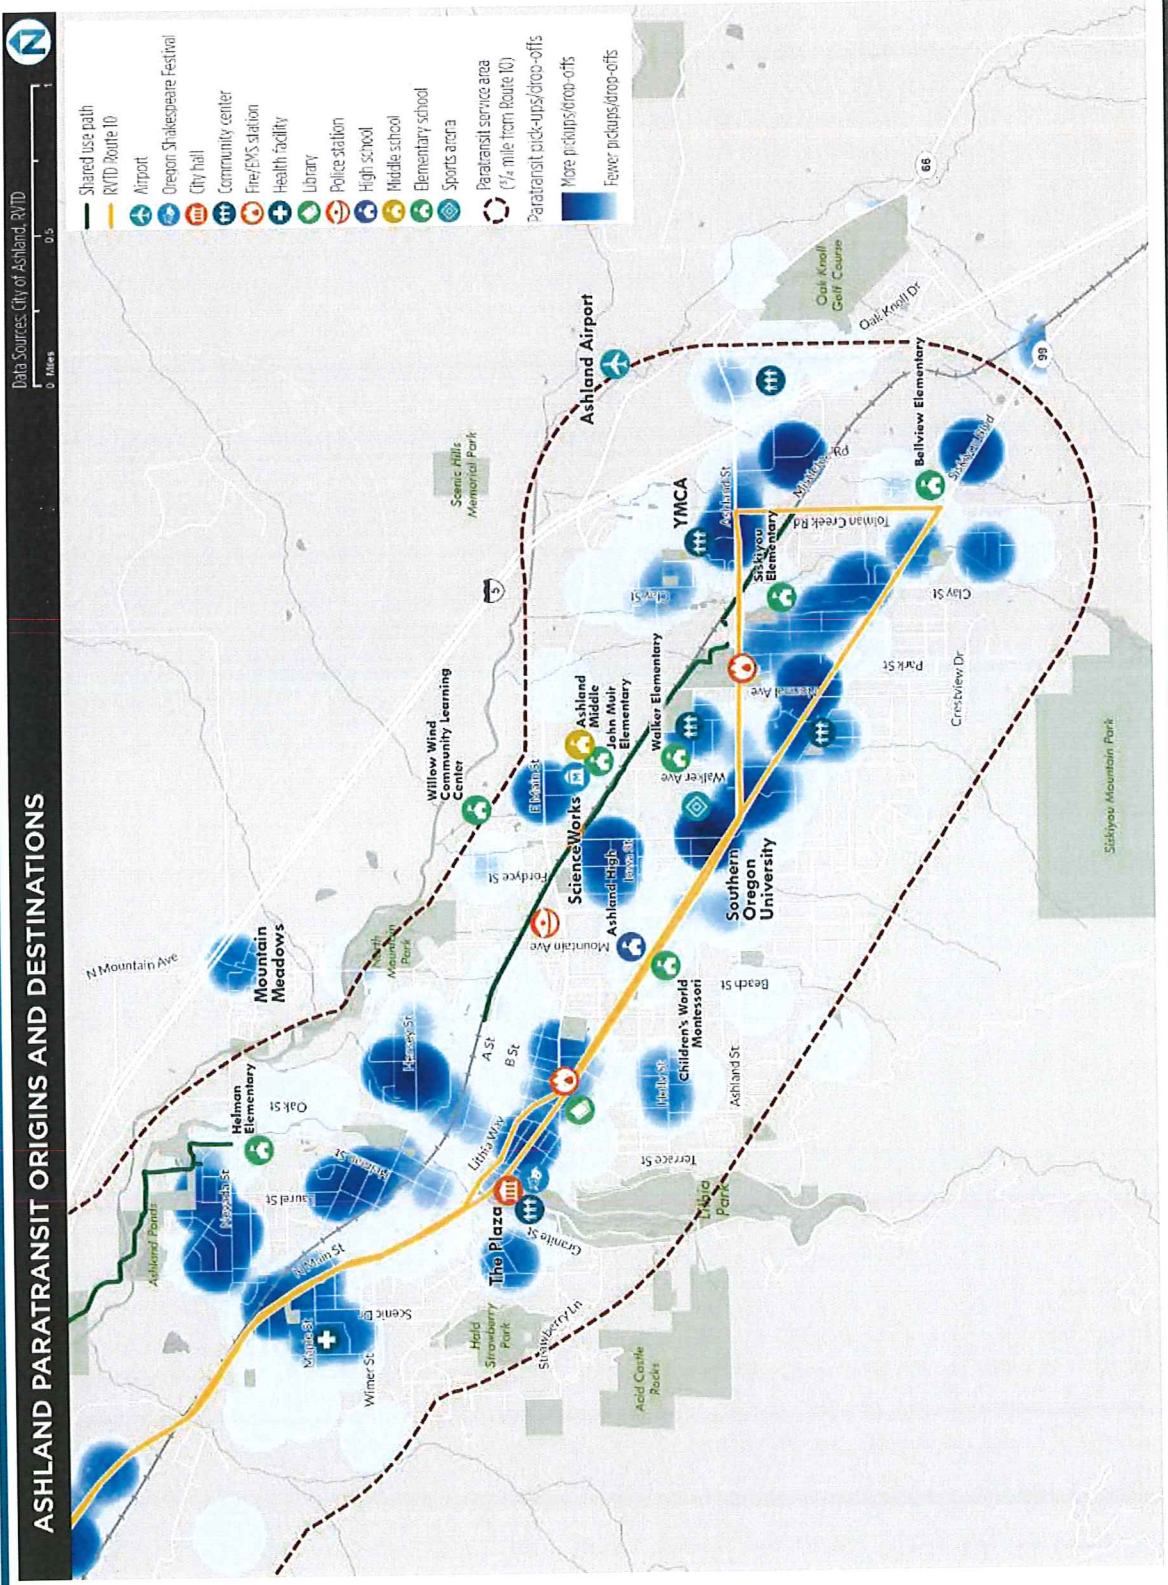 ASHLAND PARATRANSIT ORIGINS AND DESTINATIONS
Data Sources: City of Ashland, RVTD
0 Miles
0.5
1
N
Shared use path
RVTD Route 10
Airport
Oregon Shakespeare Festival
City hall
Community center
Fire/EMS station
Health facility
Library
Police station
High school
Middle school
Elementary school
Sports arena
Paratransit service area
(3/4 mile from Route 10)
Paratransit pick-ups/drop-offs
More pickups/drop-offs
Fewer pickups/drop-offs
N Mountain Ave
Mountain
Meadows
Willow Wind
Community Learning
Center
5
Scenic Hills
Memorial Park
Ashland Airport
Ashland Ponds
Helman
Elementary
Oak St
Nevada St
Laurel St
Hersey St
North
Mountain
Park
A St
B St
Fordyce St
E Main St
ScienceWorks
Ashland
Middle
John Muir
Elementary
Mountain Ave
Ashland High
Iowa St
Walker Elementary
Walker Ave
Clay St
YMCA
Ashland St
Siskiyou
Elementary
Tolman Creek Rd
Oak Knoll
Golf Course
Oak Knoll Dr
66
99
Bellview Elementary
Siskiyou Blvd
N Main St
Maple St
Scenic Dr
Wimer St
The Plaza
Lithia Way
Granite St
Hald
Strawberry
Park
Strawberry Ln
Acid Castle
Rocks
Lithia
Park
Terrace St
Holly St
Children's World
Montessori
Ashland St
Beach St
Southern
Oregon
University
Normal Ave
Park St
Clay St
Crestview Dr
Siskiyou Mountain Park